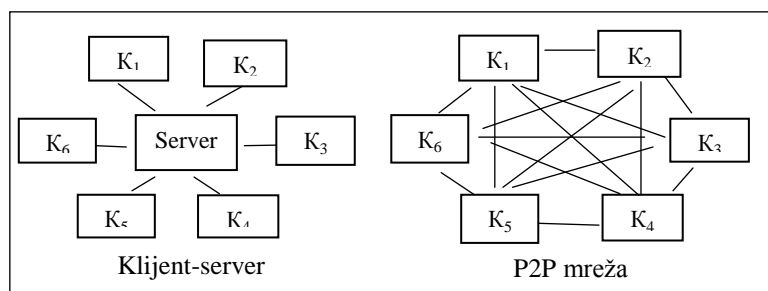 K₁
K₂
Server
K₆
K₃
K₅
K₄
Klijent-server
K₁
K₂
K₆
K₃
K₅
K₄
P2P mreža